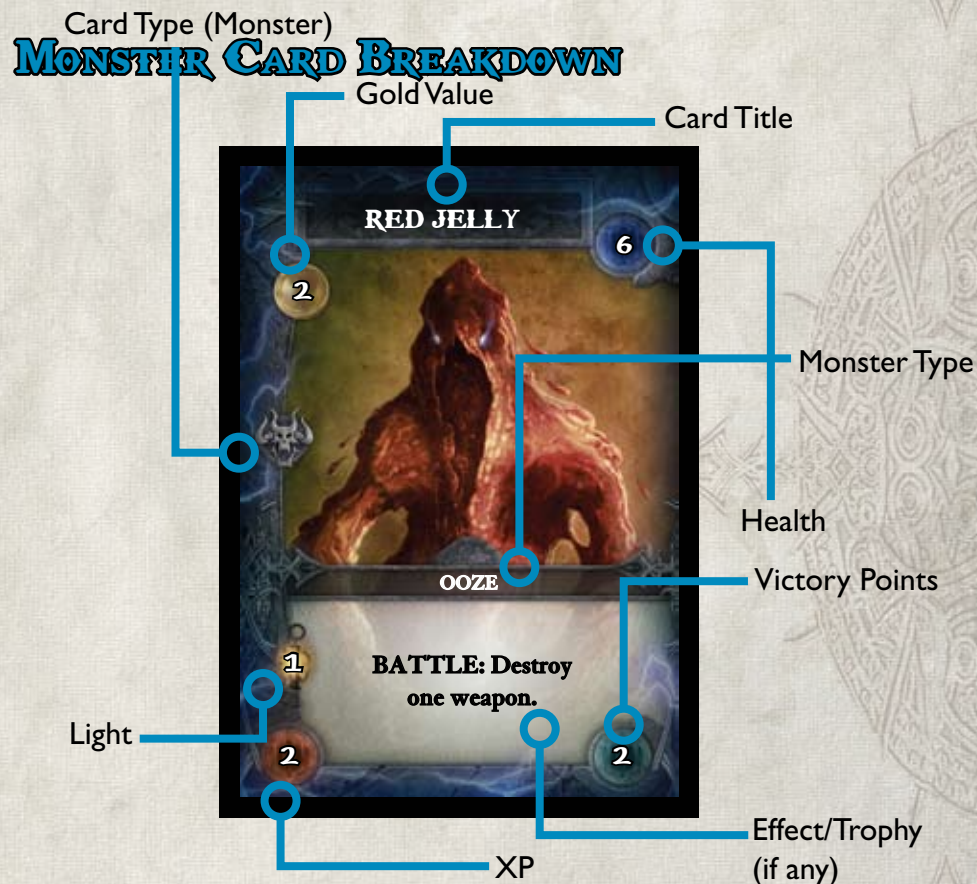 Card Type (Monster)
MONSTER CARD BREAKDOWN
Gold Value
Card Title
RED JELLY
6
2
Monster Type
Health
OOZE
Victory Points
1
BATTLE: Destroy
one weapon.
Light
2
2
Effect/Trophy
(if any)
XP